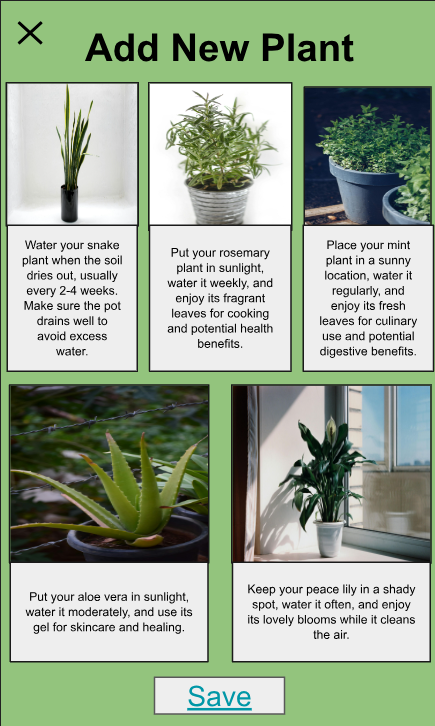 Add New Plant
Water your snake
plant when the soil
dries out, usually
every 2-4 weeks.
Make sure the pot
drains well to
avoid excess
water.
Put your rosemary
plant in sunlight,
water it weekly, and
enjoy its fragrant
leaves for cooking
and potential health
benefits.
Place your mint
plant in a sunny
location, water it
regularly, and
enjoy its fresh
leaves for culinary
use and potential
digestive benefits.
Put your aloe vera in sunlight,
water it moderately, and use its
gel for skincare and healing.
Keep your peace lily in a shady
spot, water it often, and enjoy
its lovely blooms while it cleans
the air.
Save